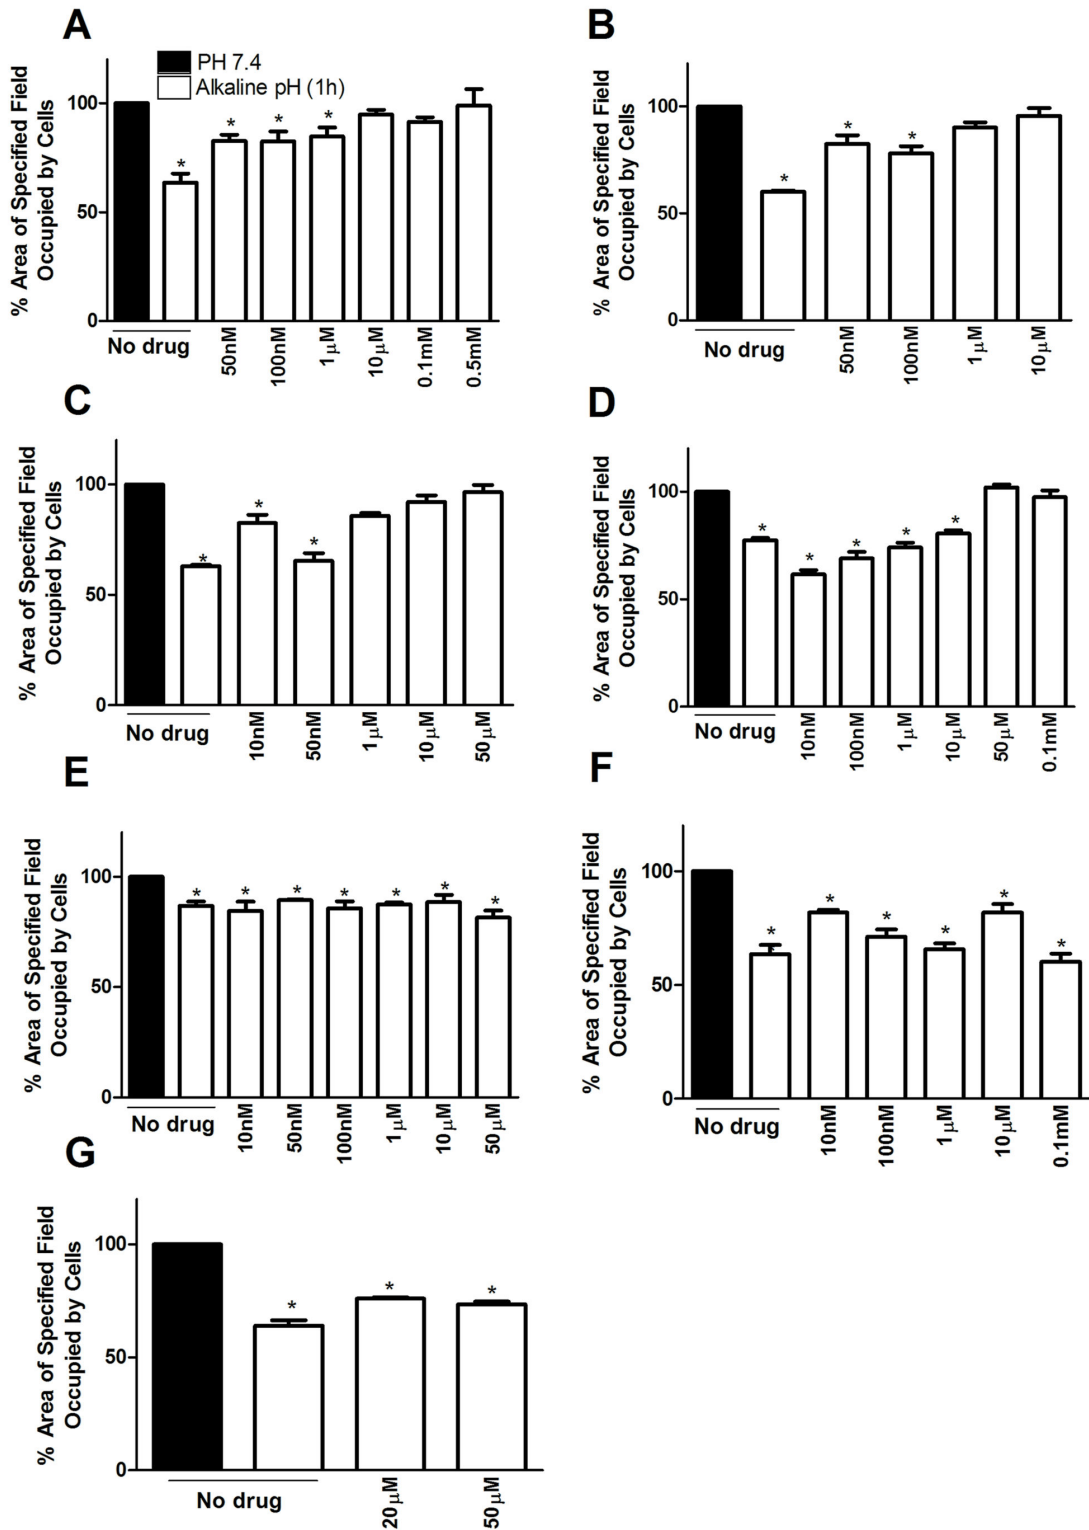 A
PH 7.4
Alkaline pH (1h)
% Area of Specified Field
Occupied by Cells
100
50
0
*
*
*
*
No drug
50nM
100nM
1μM
10μM
0.1mM
0.5mM
B
% Area of Specified Field
Occupied by Cells
100
50
0
*
*
*
No drug
50nM
100nM
1μM
10μM
C
% Area of Specified Field
Occupied by Cells
100
50
0
*
*
*
No drug
10nM
50nM
1μM
10μM
50μM
D
% Area of Specified Field
Occupied by Cells
100
50
0
*
*
*
*
*
No drug
10nM
100nM
1μM
10μM
50μM
0.1mM
E
% Area of Specified Field
Occupied by Cells
100
50
0
*
*
*
*
*
*
*
No drug
10nM
50nM
100nM
1μM
10μM
50μM
F
% Area of Specified Field
Occupied by Cells
100
50
0
*
*
*
*
*
*
No drug
10nM
100nM
1μM
10μM
0.1mM
G
% Area of Specified Field
Occupied by Cells
100
50
0
*
*
*
No drug
20μM
50μM